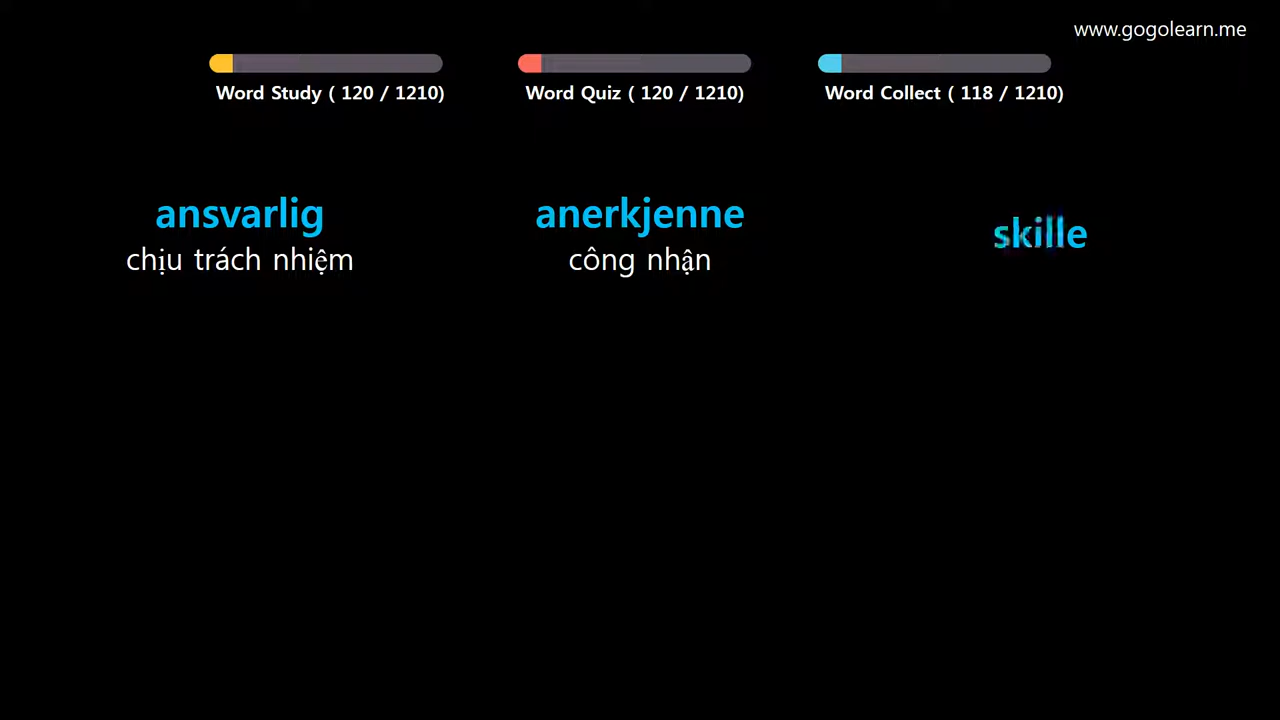 www.gogolearn.me
Word Study ( 120 / 1210)
Word Quiz ( 120 / 1210)
Word Collect ( 118 / 1210)
ansvarlig
chịu trách nhiệm
anerkjenne
công nhận
skille